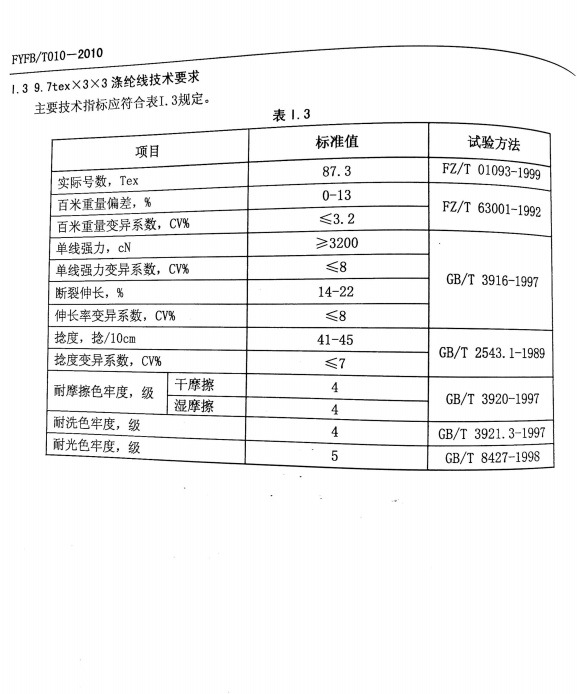 FYFB/T010—2010
I.3 9.7tex×3×3 涤纶线技术要求
主要技术指标应符合表I.3规定。
表 I.3
项目 标准值 试验方法
实际号数，Tex 87.3 FZ/T 01093-1999
百米重量偏差，% 0-13 FZ/T 63001-1992
百米重量变异系数，CV% ≤3.2
单线强力，cN ≥3200 GB/T 3916-1997
单线强力变异系数，CV% ≤8
断裂伸长，% 14-22
伸长率变异系数，CV% ≤8
捻度，捻/10cm 41-45 GB/T 2543.1-1989
捻度变异系数，CV% ≤7
耐摩擦色牢度，级 干摩擦 4 GB/T 3920-1997
湿摩擦 4
耐洗色牢度，级 4 GB/T 3921.3-1997
耐光色牢度，级 5 GB/T 8427-1998